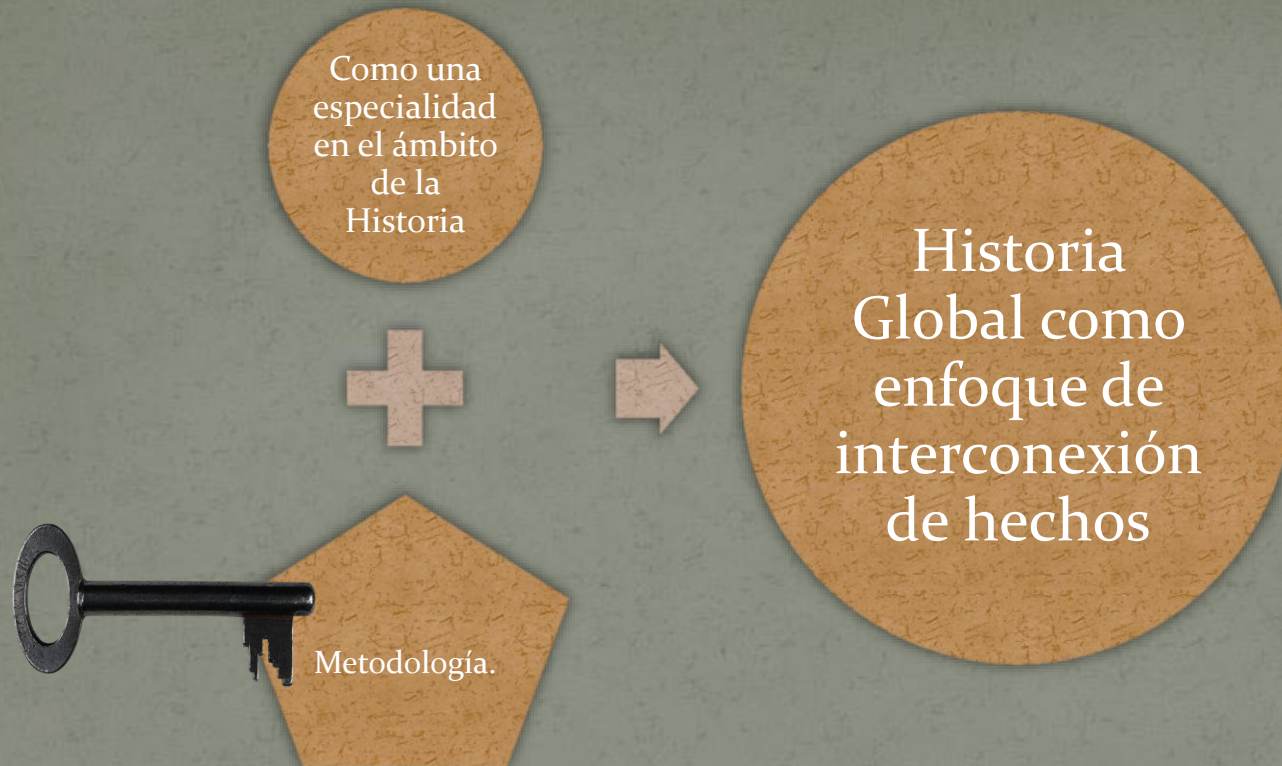 Como una
especialidad
en el ámbito
de la
Historia
Metodología.
Historia
Global como
enfoque de
interconexión
de hechos